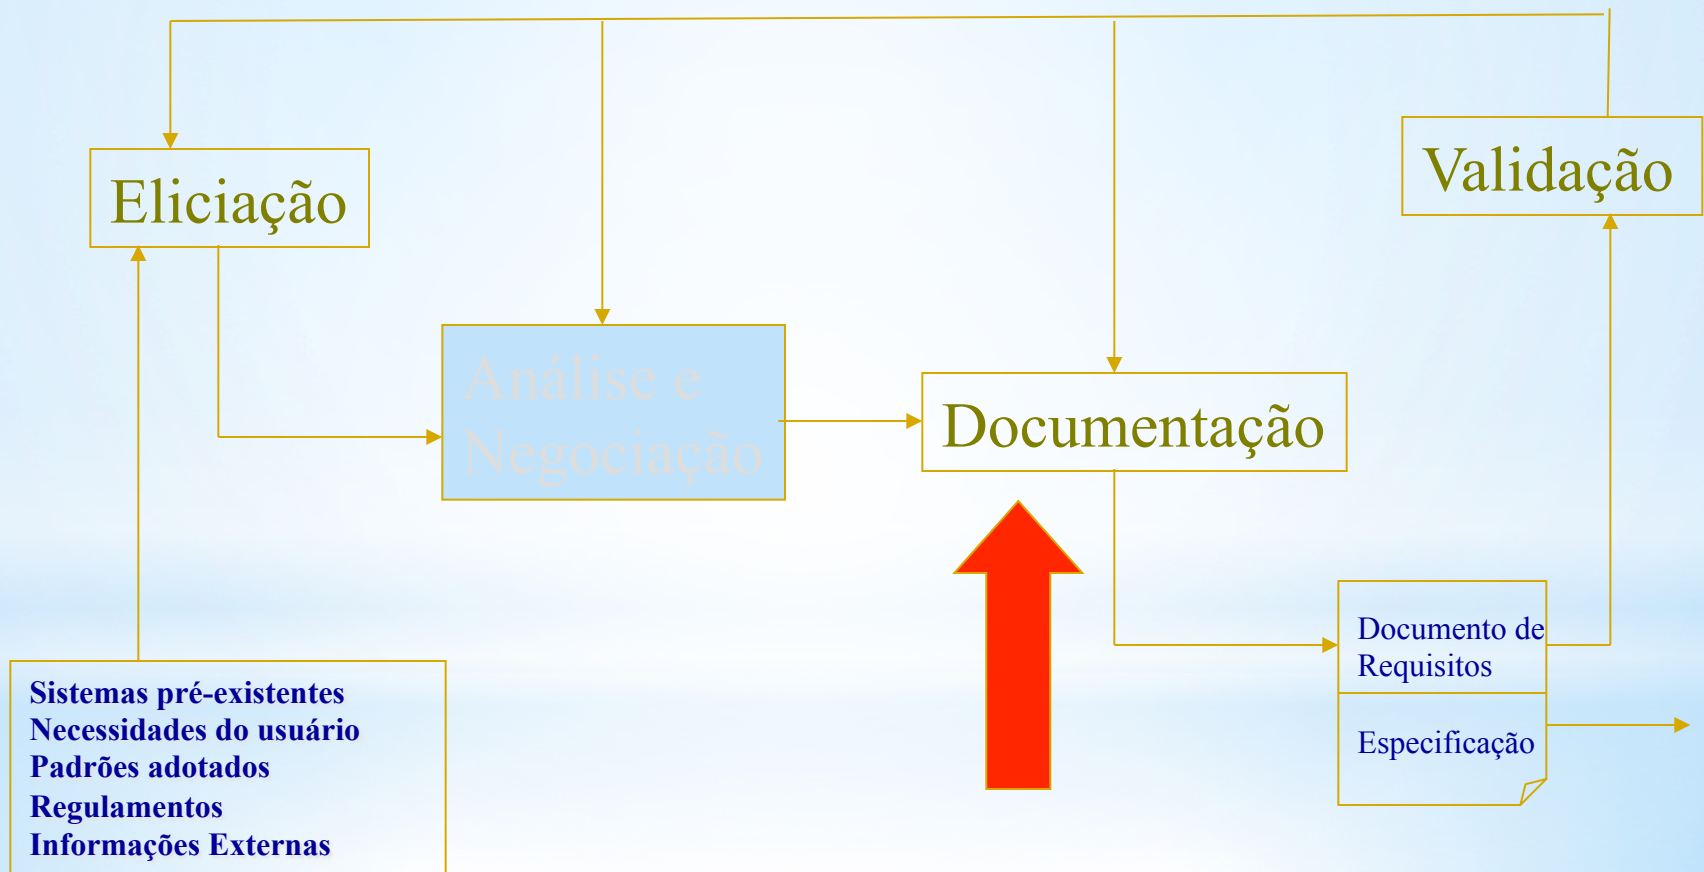 Eliciação
Validação
Análise e
Negociação
Documentação
Documento de
Requisitos
Especificação
Sistemas pré-existentes
Necessidades do usuário
Padrões adotados
Regulamentos
Informações Externas